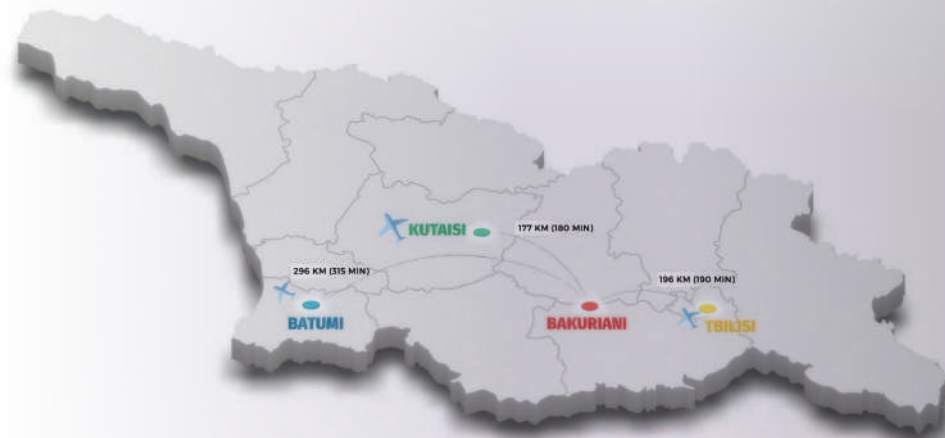 KUTAISI
177 KM (180 MIN)
296 KM (315 MIN)
196 KM (190 MIN)
BATUMI
BAKURIANI
TBILISI